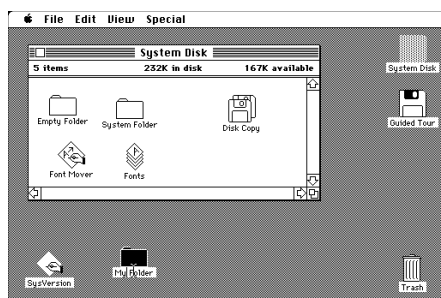 File Edit View Special
System Disk
5 items 232K in disk 167K available
Empty Folder System Folder Disk Copy
Font Mover Fonts
System Disk
Guided Tour
SysVersion My Folder Trash